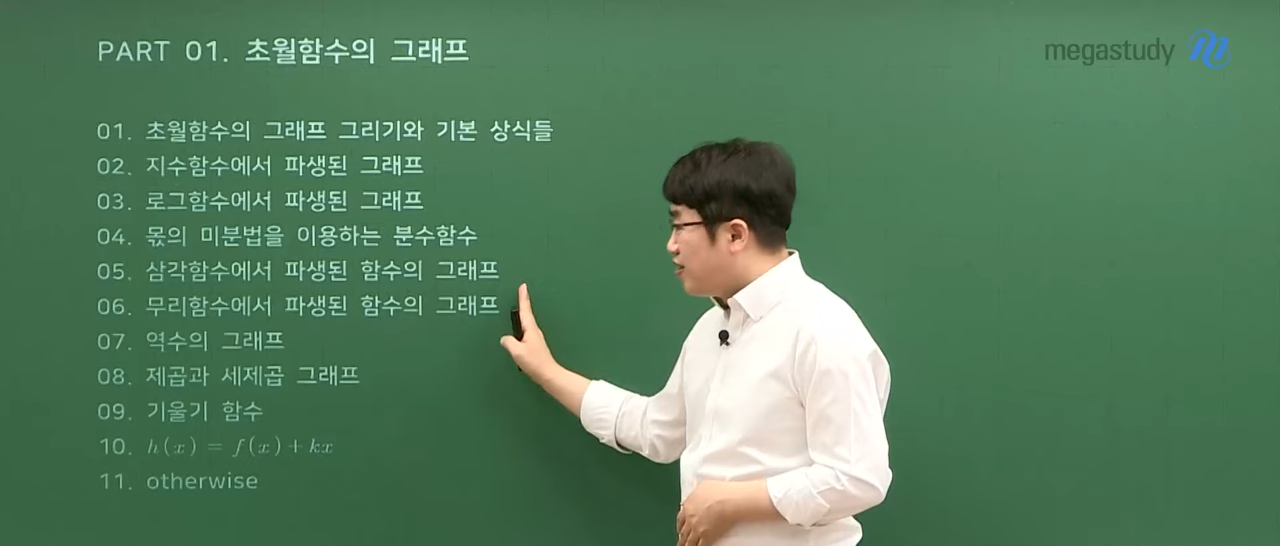 PART 01. 초월함수의 그래프
megastudy
01. 초월함수의 그래프 그리기와 기본 상식들
02. 지수함수에서 파생된 그래프
03. 로그함수에서 파생된 그래프
04. 몫의 미분법을 이용하는 분수함수
05. 삼각함수에서 파생된 함수의 그래프
06. 무리함수에서 파생된 함수의 그래프
07. 역수의 그래프
08. 제곱과 세제곱 그래프
09. 기울기 함수
10. h(x) = f(x) + kx
11. otherwise